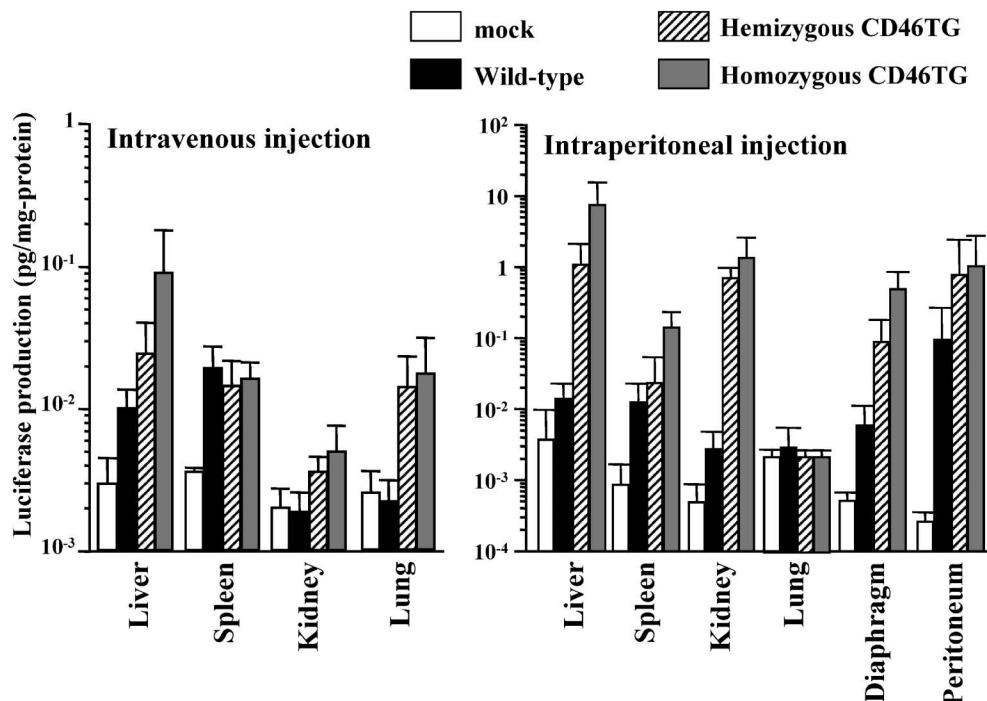 mock
Wild-type
Hemizygous CD46TG
Homozygous CD46TG
Luciferase production (pg/mg-protein)
Intravenous injection
1
10-1
10-2
10-3
Liver
Spleen
Kidney
Lung
Intraperitoneal injection
10²
10
1
10-1
10-2
10-3
10-4
Liver
Spleen
Kidney
Lung
Diaphragm
Peritoneum